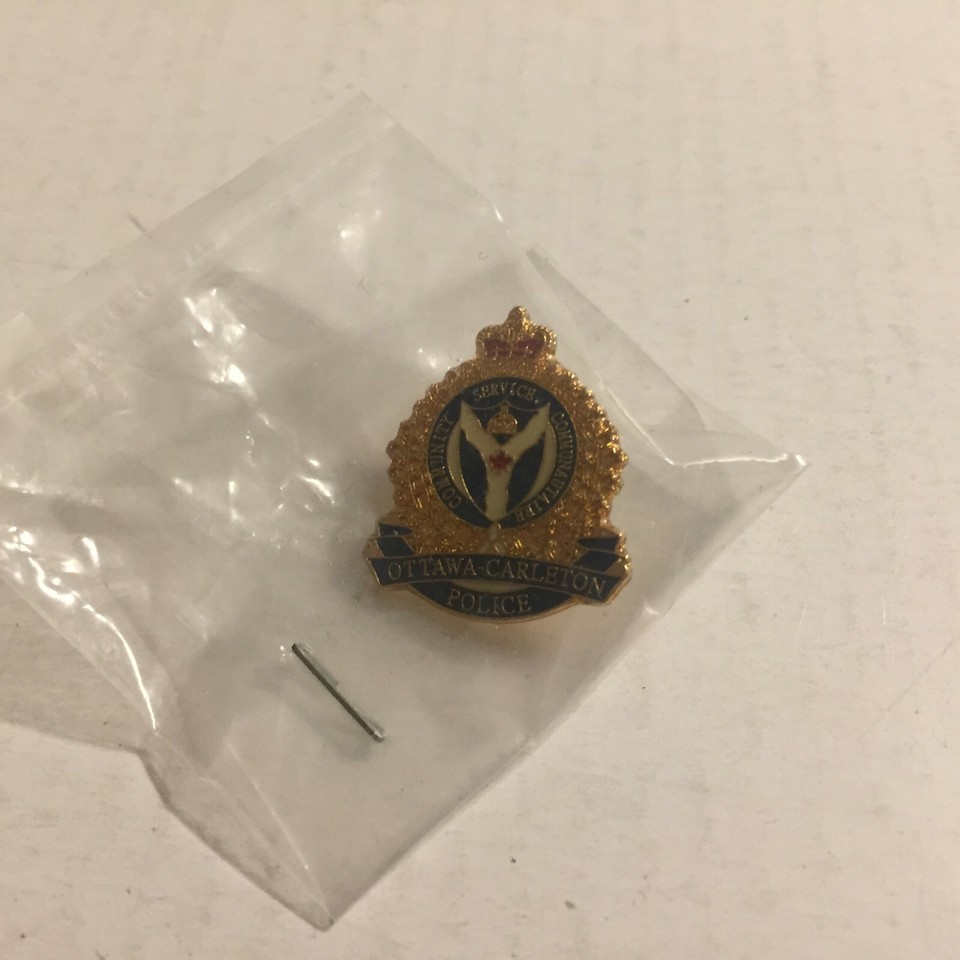 COMMUNITY SERVICE COMMUNAUTAIRE
OTTAWA-CARLETON
POLICE